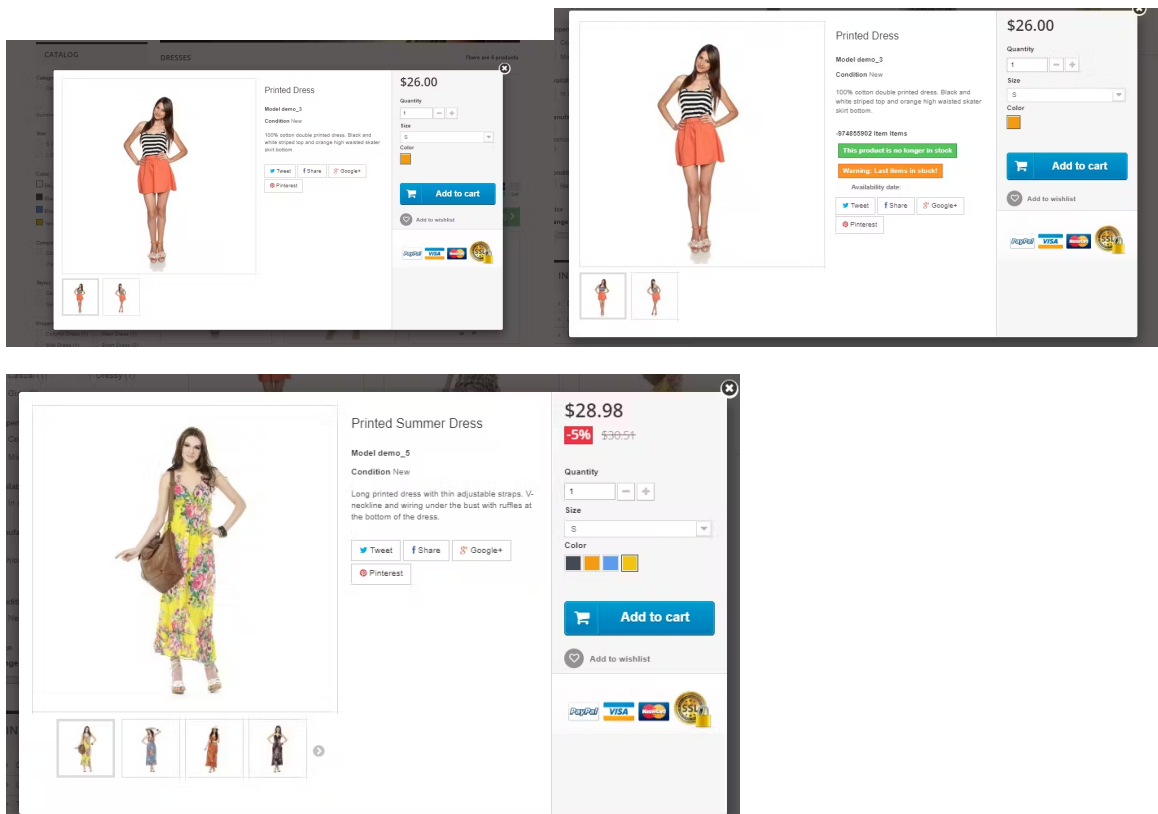 CATALOG
DRESSES
There are 5 products.
Printed Dress
Model demo_3
Condition New
100% cotton double printed dress. Black and
white striped top and orange high waisted skater
skirt bottom.
Tweet
Share
Google+
Pinterest
$26.00
Quantity
1
Size
S
Color
Add to cart
Add to wishlist
PayPal
VISA
MasterCard
SSL
Printed Dress
Model demo_3
Condition New
100% cotton double printed dress. Black and
white striped top and orange high waisted skater
skirt bottom.
-974855902 Item Items
This product is no longer in stock
Warning: Last items in stock!
Availability date:
Tweet
Share
Google+
Pinterest
$26.00
Quantity
1
Size
S
Color
Add to cart
Add to wishlist
PayPal
VISA
MasterCard
SSL
Printed Summer Dress
Model demo_5
Condition New
Long printed dress with thin adjustable straps. V-
neckline and wiring under the bust with ruffles at
the bottom of the dress.
Tweet
Share
Google+
Pinterest
$28.98
-5% $30.51
Quantity
1
Size
S
Color
Add to cart
Add to wishlist
PayPal
VISA
MasterCard
SSL